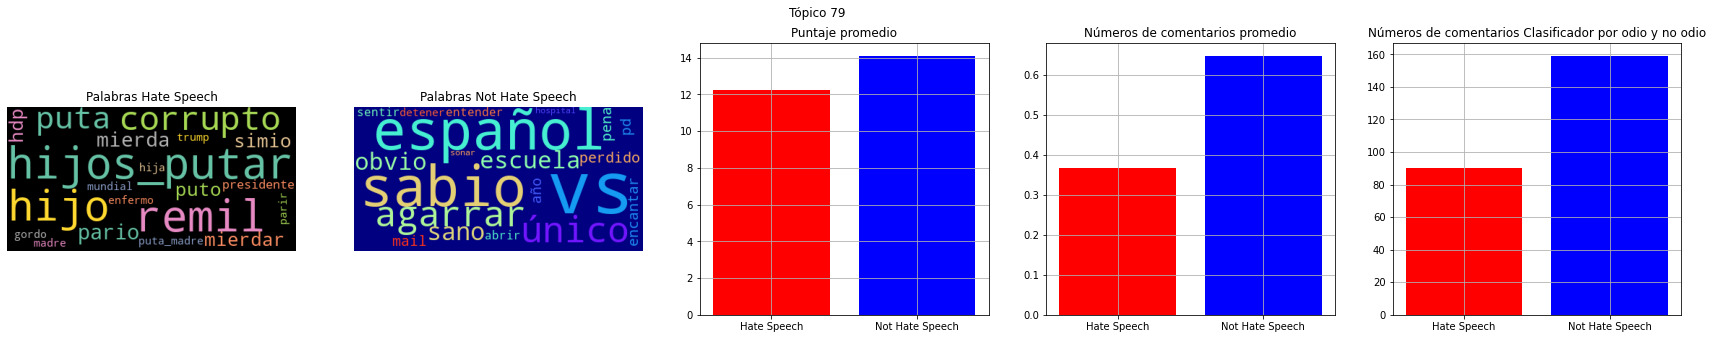 Tópico 79
Palabras Hate Speech
hdp puta corrupto
mierda trump simio
hijos_putar
hija
mundial puto presidente
hijo enfermo remil parir
gordo pario
madre puta_madre mierdar
Palabras Not Hate Speech
sentir detener entender hospital
español pena pd
obvio sonar escuela perdido
sabio año vs
agarrar encantar
mail sano abrir único
Puntaje promedio
14
12
10
8
6
4
2
0
Hate Speech Not Hate Speech
Números de comentarios promedio
0.6
0.5
0.4
0.3
0.2
0.1
0.0
Hate Speech Not Hate Speech
Números de comentarios Clasificador por odio y no odio
160
140
120
100
80
60
40
20
0
Hate Speech Not Hate Speech